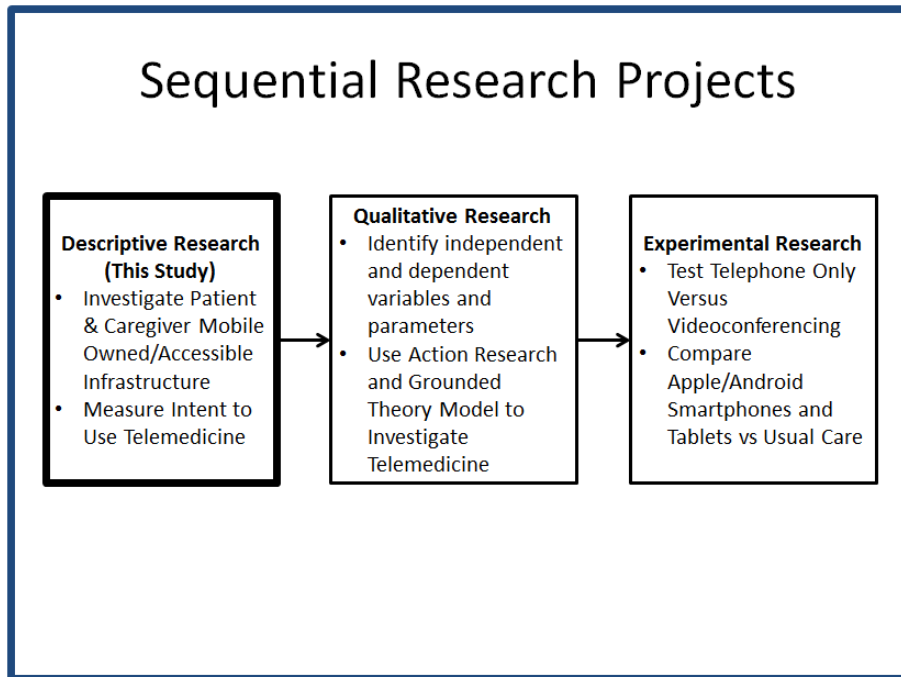 Sequential Research Projects
Descriptive Research
(This Study)
• Investigate Patient
& Caregiver Mobile
Owned/Accessible
Infrastructure
• Measure Intent to
Use Telemedicine
Qualitative Research
• Identify independent
and dependent
variables and
parameters
• Use Action Research
and Grounded
Theory Model to
Investigate
Telemedicine
Experimental Research
• Test Telephone Only
Versus
Videoconferencing
• Compare
Apple/Android
Smartphones and
Tablets vs Usual Care